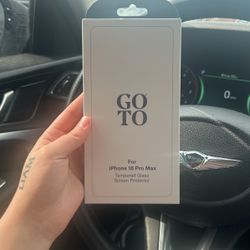 GO
TO
For
iPhone 16 Pro Max
Tempered Glass
Screen Protector